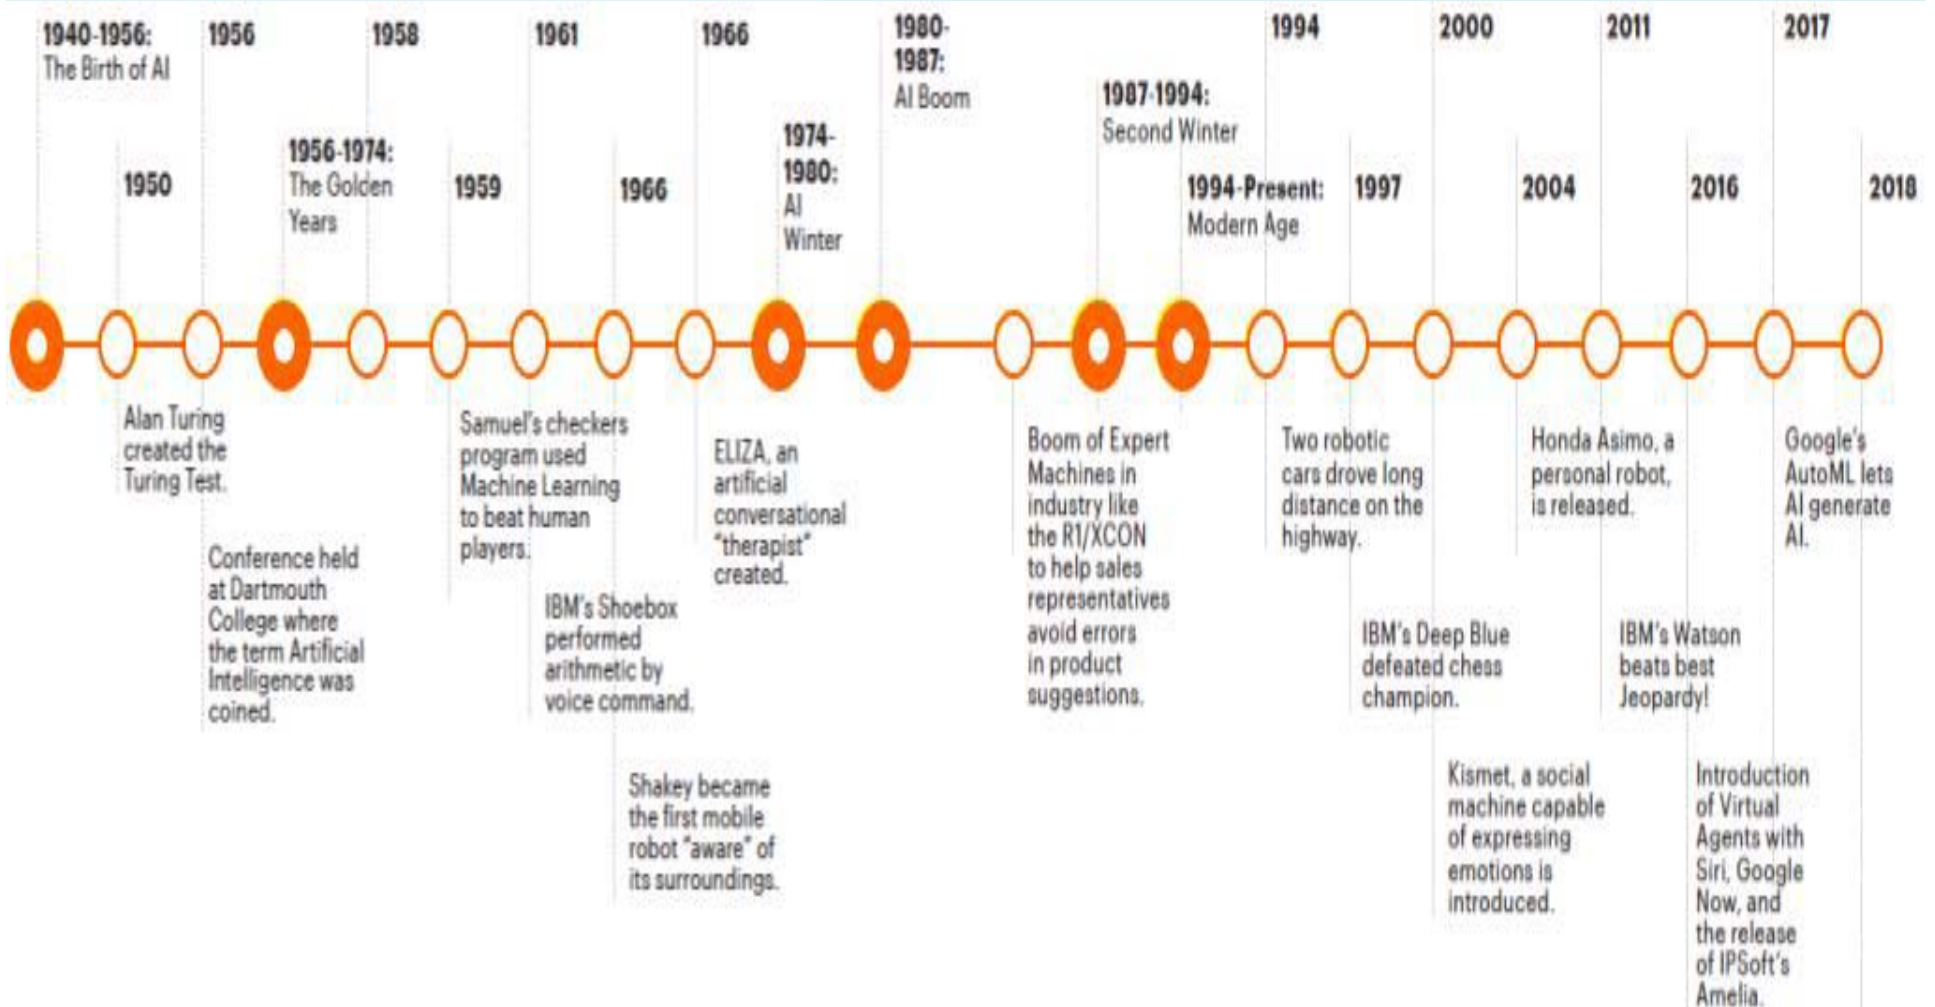 1940-1956:
The Birth of AI
1950
Alan Turing
created the
Turing Test.
1956
Conference held
at Dartmouth
College where
the term Artificial
Intelligence was
coined.
1956-1974:
The Golden
Years
1958
1959
Samuel's checkers
program used
Machine Learning
to beat human
players.
1961
IBM's Shoebox
performed
arithmetic by
voice command.
1966
Shakey became
the first mobile
robot "aware" of
its surroundings.
1966
ELIZA, an
artificial
conversational
"therapist"
created.
1974-
1980:
AI
Winter
1980-
1987:
AI Boom
Boom of Expert
Machines in
industry like
the R1/XCON
to help sales
representatives
avoid errors
in product
suggestions.
1987-1994:
Second Winter
1994-Present:
Modern Age
1994
Two robotic
cars drove long
distance on the
highway.
1997
IBM's Deep Blue
defeated chess
champion.
2000
Kismet, a social
machine capable
of expressing
emotions is
introduced.
2004
Honda Asimo, a
personal robot,
is released.
2011
IBM's Watson
beats best
Jeopardy!
2016
Introduction
of Virtual
Agents with
Siri, Google
Now, and
the release
of IPSoft's
Amelia.
2017
Google's
AutoML lets
AI generate
AI.
2018